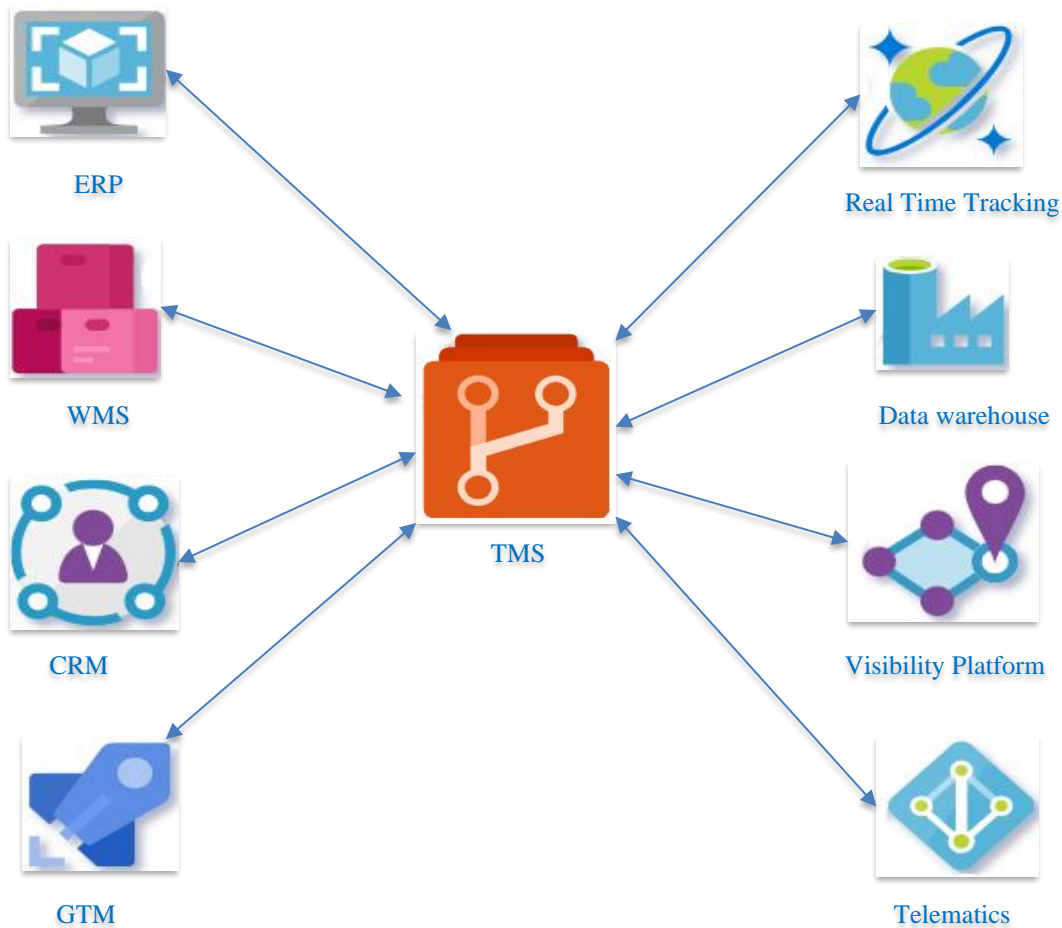 ERP
Real Time Tracking
WMS
Data warehouse
TMS
CRM
Visibility Platform
GTM
Telematics